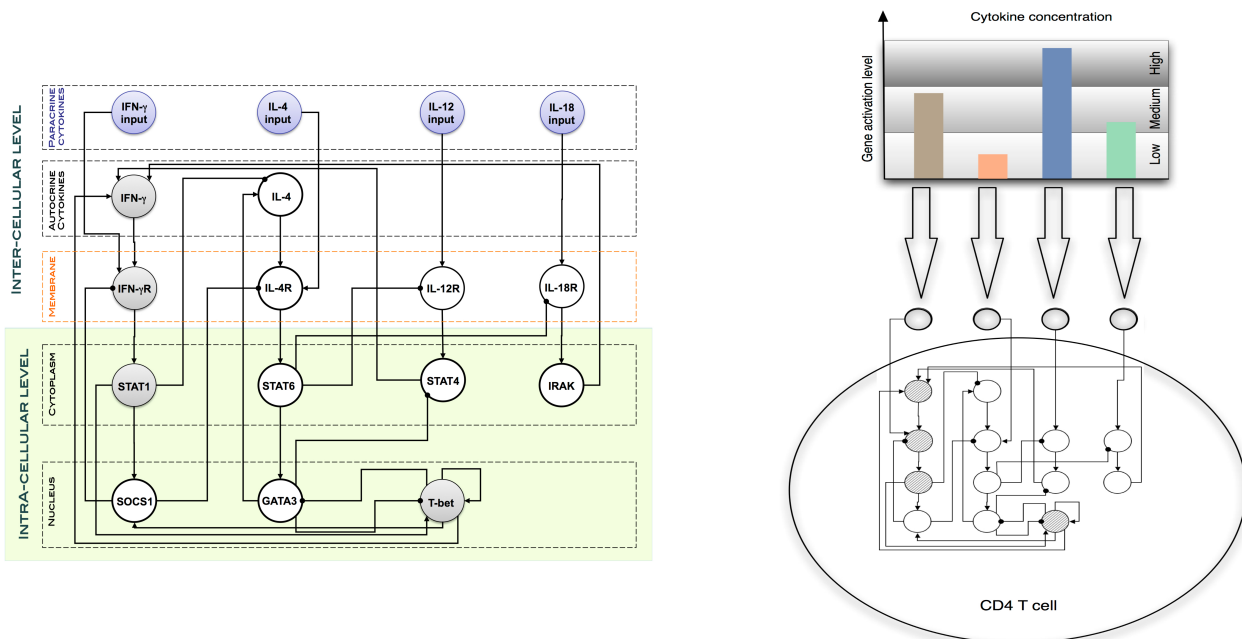 INTER-CELLULAR LEVEL
INTRA-CELLULAR LEVEL
PARACRINE
CYTOKINES
IFN-γ
input
IL-4
input
IL-12
input
IL-18
input
AUTOCRINE
CYTOKINES
IFN-γ
IL-4
MEMBRANE
IFN-γR
IL-4R
IL-12R
IL-18R
CYTOPLASM
STAT1
STAT6
STAT4
IRAK
NUCLEUS
SOCS1
GATA3
T-bet
Cytokine concentration
Gene activation level
High
Medium
Low
CD4 T cell